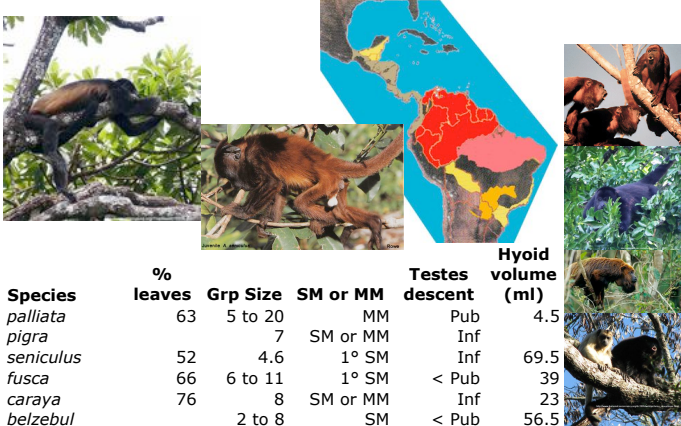 Juvenile A. seniculus Rowe
Hyoid
% Testes volume
Species leaves Grp Size SM or MM descent (ml)
palliata 63 5 to 20 MM Pub 4.5
pigra 7 SM or MM Inf
seniculus 52 4.6 1° SM Inf 69.5
fusca 66 6 to 11 1° SM < Pub 39
caraya 76 8 SM or MM Inf 23
belzebul 2 to 8 SM < Pub 56.5